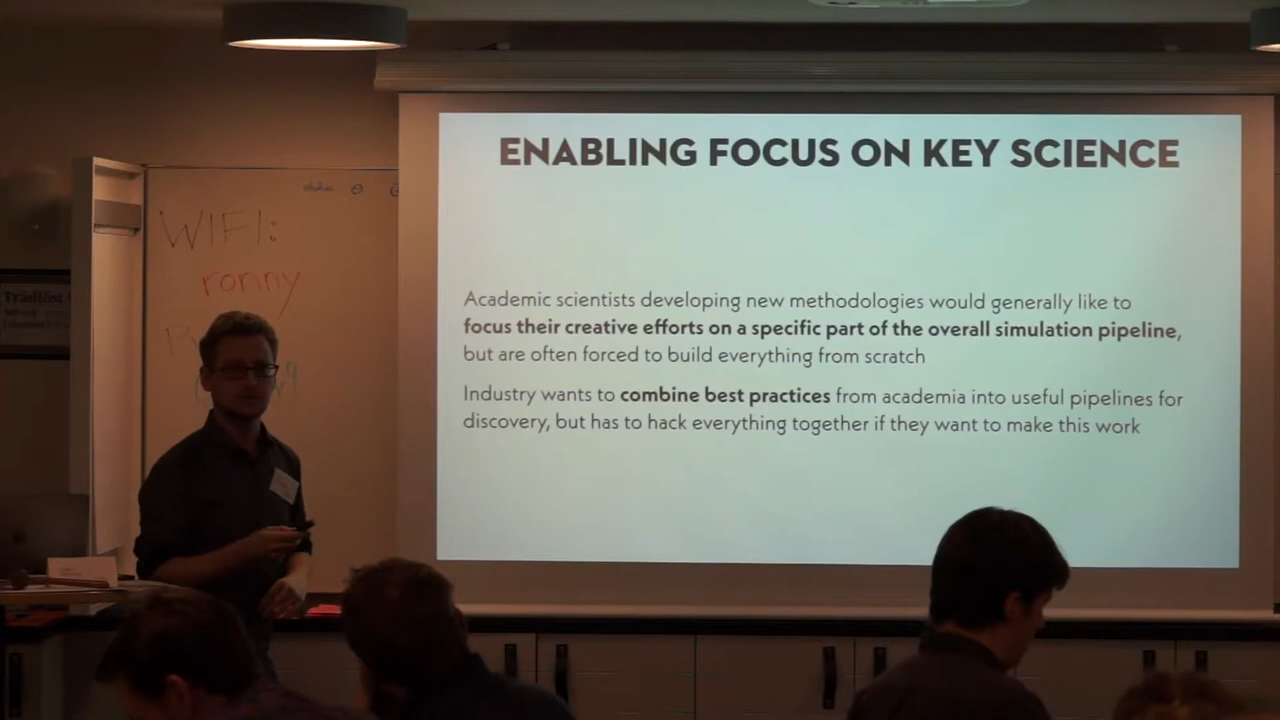 ENABLING FOCUS ON KEY SCIENCE
Academic scientists developing new methodologies would generally like to
focus their creative efforts on a specific part of the overall simulation pipeline,
but are often forced to build everything from scratch
Industry wants to combine best practices from academia into useful pipelines for
discovery, but has to hack everything together if they want to make this work
WIFI:
ronny